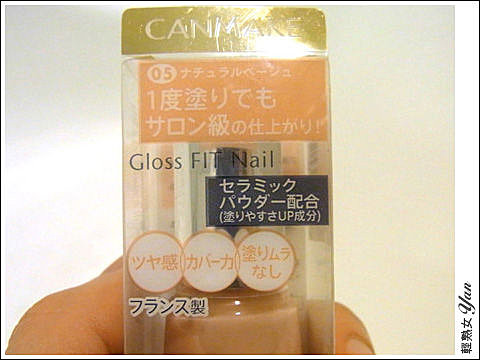 CANMAKE
05 ナチュラルベージュ
1度塗りでも
サロン級の仕上がり!
Gloss FIT Nail
セラミック
パウダー配合
(塗りやすさUP成分)
ツヤ感
カバー力
塗りムラ
なし
フランス製
輕熟女 Yan